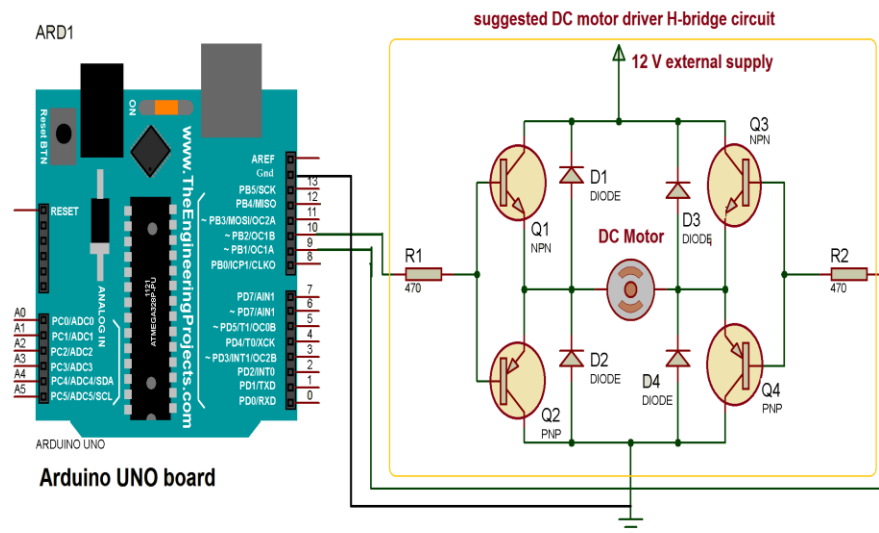 suggested DC motor driver H-bridge circuit
ARD1
12 V external supply
Reset BTN
ON
www.TheEngineeringProjects.com
AREF
Gnd
PB5/SCK 13
PB4/MISO 12
~ PB3/MOSI/OC2A 11
~ PB2/OC1B 10
~ PB1/OC1A 9
PB0/ICP1/CLKO 8
RESET
ANALOG IN
1121
ATMEGA328P-PU
PD7/AIN1 7
~ PD7/AIN1 6
~ PD5/T1/OC0B 5
PD4/T0/XCK 4
~ PD3/INT1/OC2B 3
PD2/INT0 2
PD1/TXD 1
PD0/RXD 0
A0 PC0/ADC0
A1 PC1/ADC1
A2 PC2/ADC2
A3 PC3/ADC3
A4 PC4/ADC4/SDA
A5 PC5/ADC5/SCL
ARDUINO UNO
Arduino UNO board
Q3
NPN
D1
DIODE
D3
DIODE
Q1
NPN
DC Motor
R1
470
R2
470
D2
DIODE
D4
DIODE
Q2
PNP
Q4
PNP